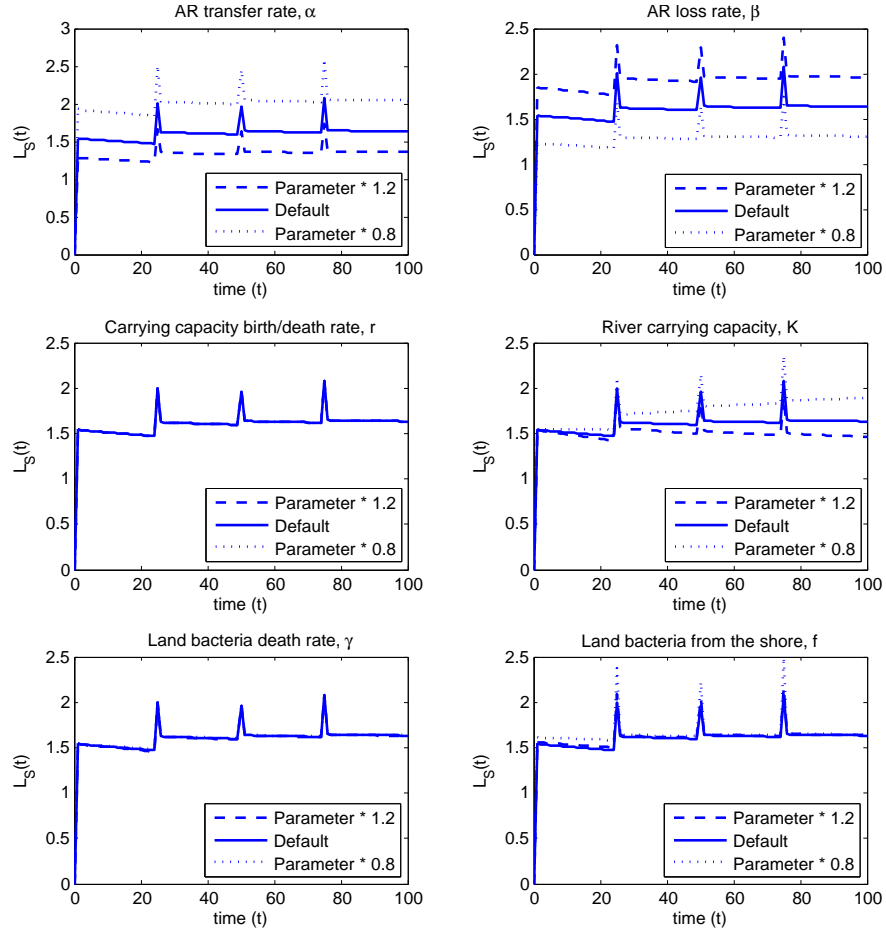 AR transfer rate, α
3
2.5
2
1.5
1
0.5
0
L_S(t)
0 20 40 60 80 100
time (t)
Parameter * 1.2
Default
Parameter * 0.8
AR loss rate, β
2.5
2
1.5
1
0.5
0
L_S(t)
0 20 40 60 80 100
time (t)
Parameter * 1.2
Default
Parameter * 0.8
Carrying capacity birth/death rate, r
2.5
2
1.5
1
0.5
0
L_S(t)
0 20 40 60 80 100
time (t)
Parameter * 1.2
Default
Parameter * 0.8
River carrying capacity, K
2.5
2
1.5
1
0.5
0
L_S(t)
0 20 40 60 80 100
time (t)
Parameter * 1.2
Default
Parameter * 0.8
Land bacteria death rate, γ
2.5
2
1.5
1
0.5
0
L_S(t)
0 20 40 60 80 100
time (t)
Parameter * 1.2
Default
Parameter * 0.8
Land bacteria from the shore, f
2.5
2
1.5
1
0.5
0
L_S(t)
0 20 40 60 80 100
time (t)
Parameter * 1.2
Default
Parameter * 0.8